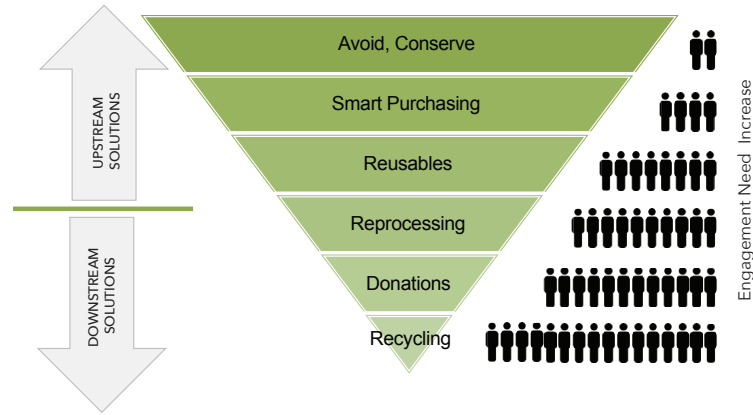 Avoid, Conserve
Smart Purchasing
Reusables
Reprocessing
Donations
Recycling
UPSTREAM
SOLUTIONS
DOWNSTREAM
SOLUTIONS
Engagement Need Increase